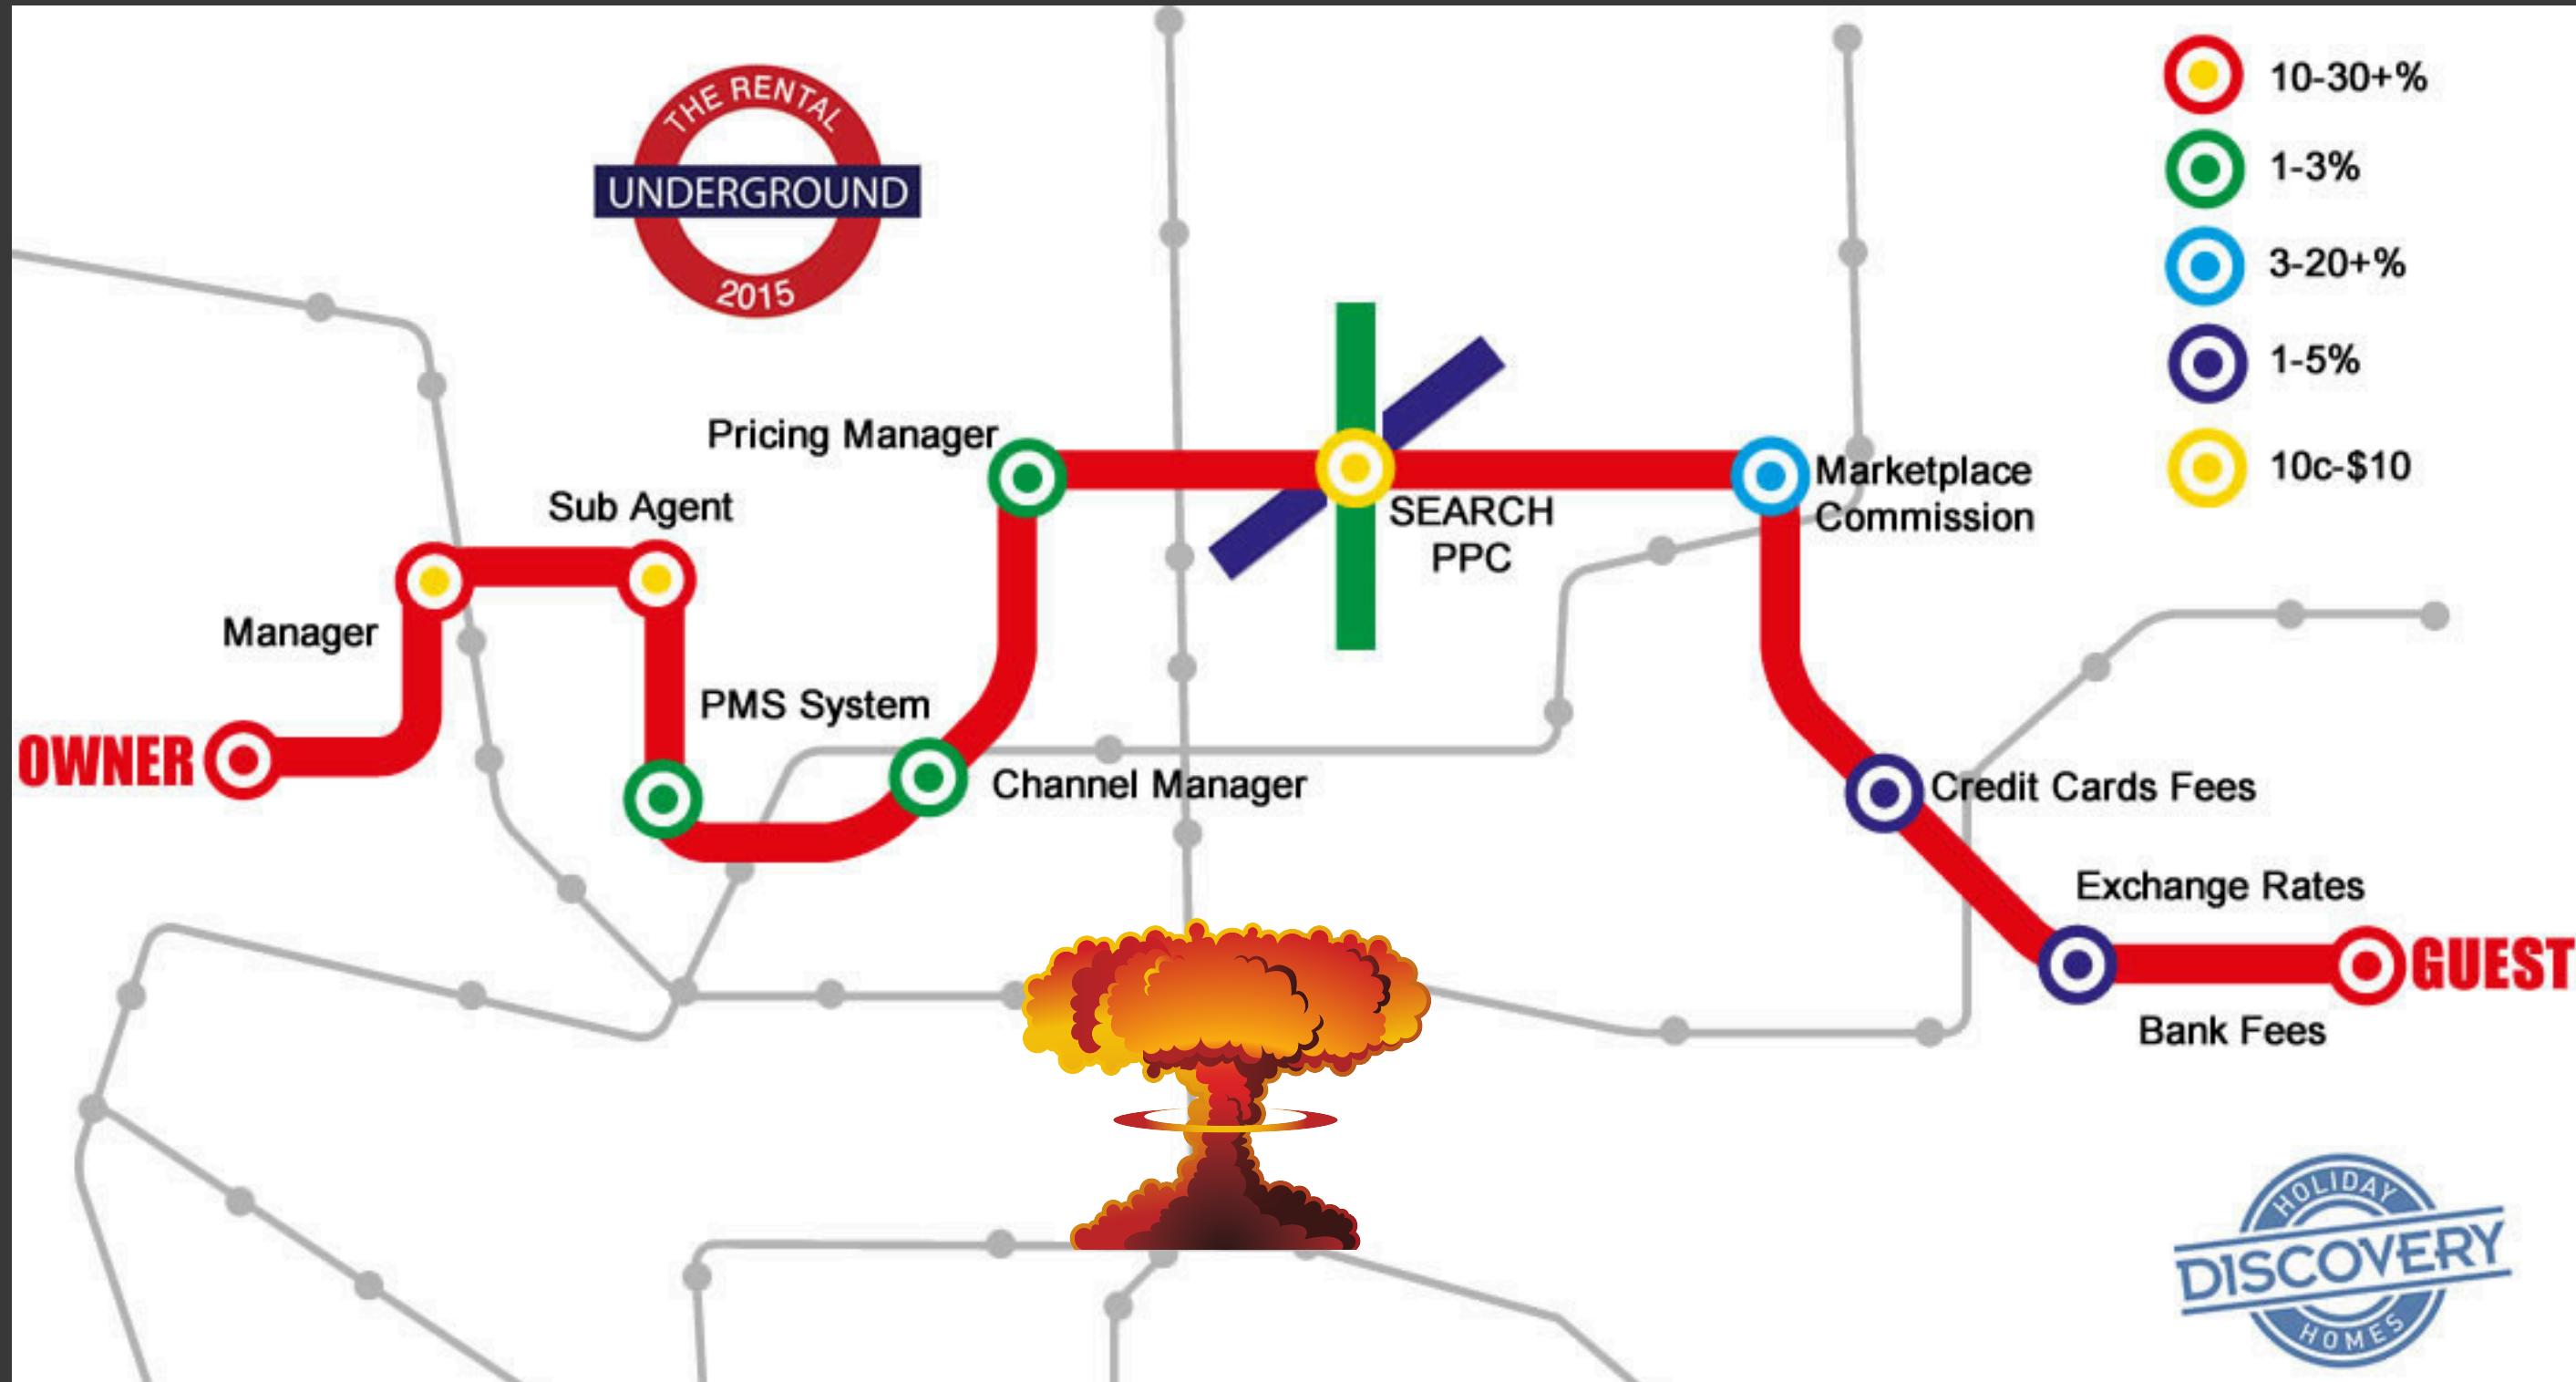 THE RENTAL
UNDERGROUND
2015
10-30+%
1-3%
3-20+%
1-5%
10c-$10
Pricing Manager
Sub Agent
SEARCH
PPC
Marketplace
Commission
Manager
PMS System
OWNER
Channel Manager
Credit Cards Fees
Exchange Rates
GUEST
Bank Fees
HOLIDAY
DISCOVERY
HOMES